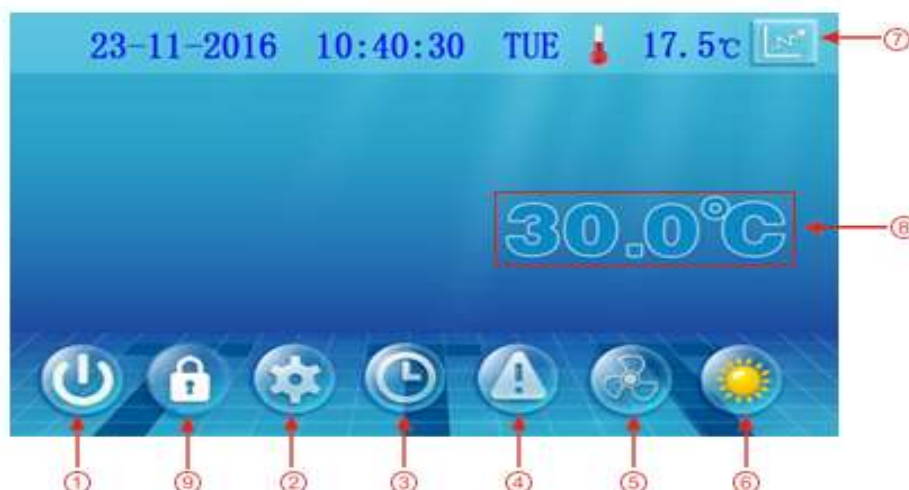 23-11-2016 10:40:30 TUE 17.5℃
⑦
30.0℃
⑧
① ⑨ ② ③ ④ ⑤ ⑥